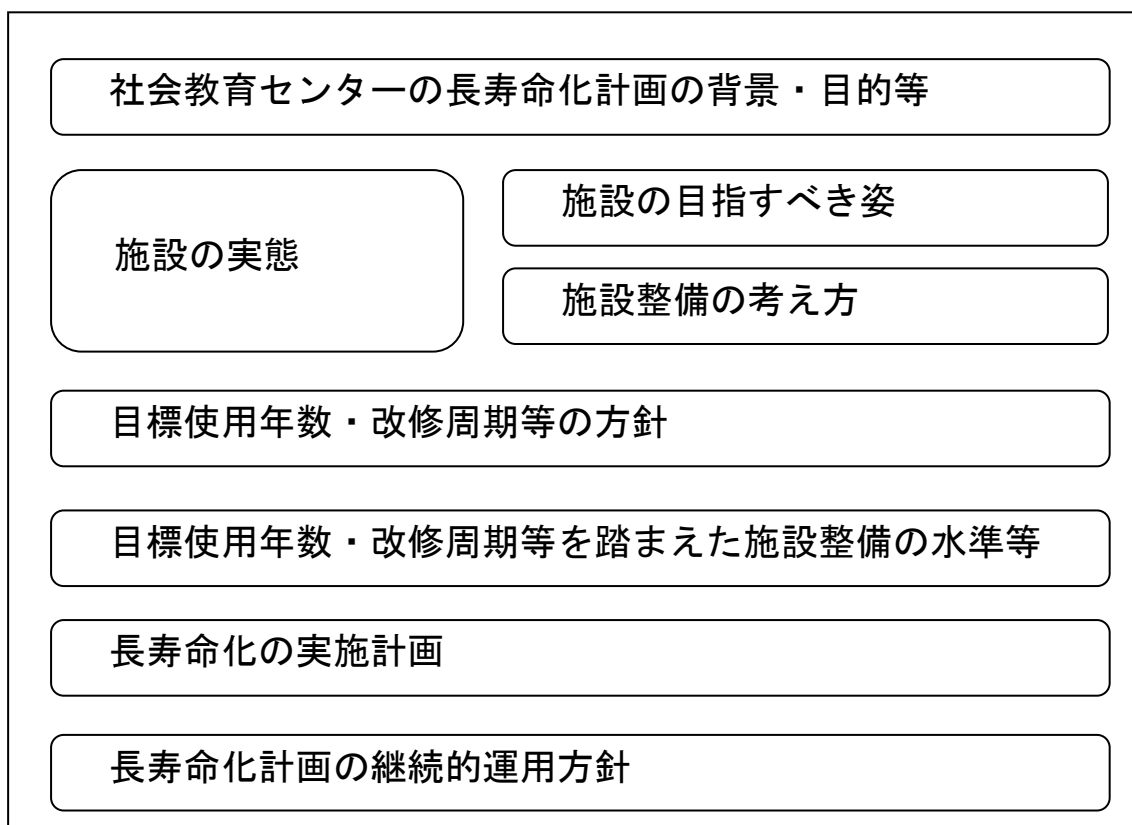 社会教育センターの長寿命化計画の背景・目的等
施設の実態
施設の目指すべき姿
施設整備の考え方
目標使用年数・改修周期等の方針
目標使用年数・改修周期等を踏まえた施設整備の水準等
長寿命化の実施計画
長寿命化計画の継続的運用方針